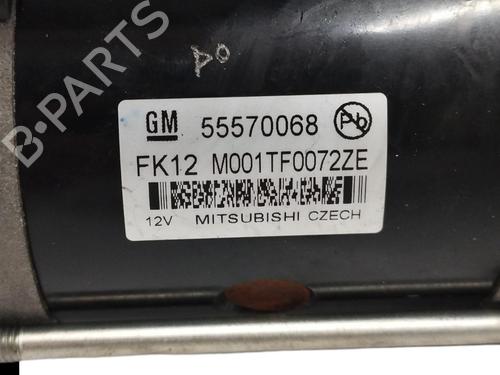 B-PARTS
GM 55570068 Pb
FK12 M001TF0072ZE
12V MITSUBISHI CZECH